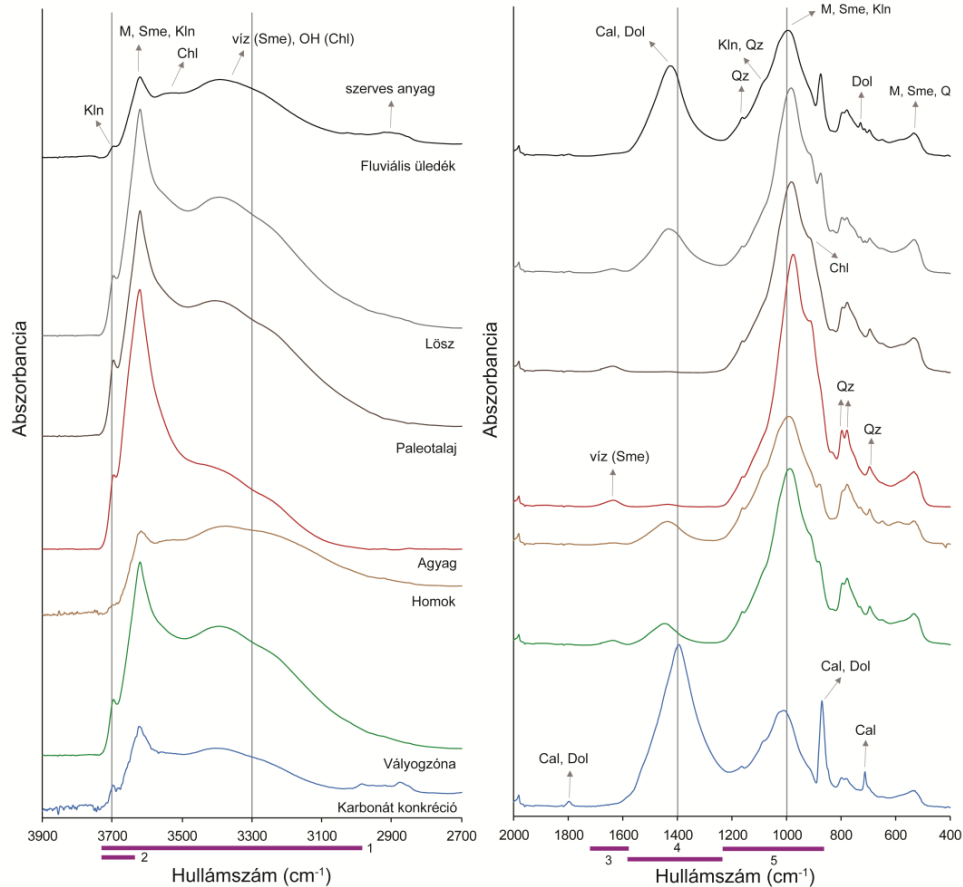 M, Sme, Kln
Chl
víz (Sme), OH (Chl)
szerves anyag
Kln
Fluviális üledék
Lösz
Paleotalaj
Agyag
Homok
Vályogzóna
Karbonát konkréció
Abszorbancia
3900 3700 3500 3300 3100 2900 2700
1
2
Hullámszám (cm⁻¹)
M, Sme, Kln
Cal, Dol
Kln, Qz
Qz
Dol
M, Sme, Q
Chl
Qz
Qz
víz (Sme)
Cal, Dol
Cal
Cal, Dol
Abszorbancia
2000 1800 1600 1400 1200 1000 800 600 400
3 4 5
Hullámszám (cm⁻¹)